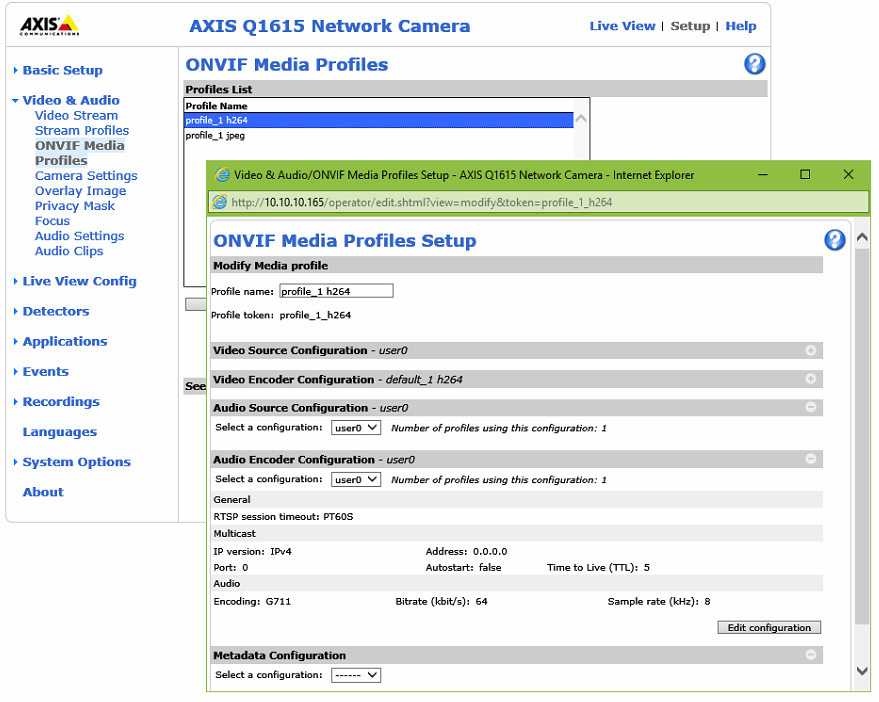 AXIS
COMMUNICATIONS
AXIS Q1615 Network Camera
Live View | Setup | Help
Basic Setup
Video & Audio
Video Stream
Stream Profiles
ONVIF Media
Profiles
Camera Settings
Overlay Image
Privacy Mask
Focus
Audio Settings
Audio Clips
Live View Config
Detectors
Applications
Events
Recordings
Languages
System Options
About
ONVIF Media Profiles
?
Profiles List
Profile Name
profile_1 h264
profile_1 jpeg
See
Video & Audio/ONVIF Media Profiles Setup - AXIS Q1615 Network Camera - Internet Explorer
http://10.10.10.165/operator/edit.shtml?view=modify&token=profile_1_h264
ONVIF Media Profiles Setup
?
Modify Media profile
Profile name: profile_1 h264
Profile token: profile_1_h264
Video Source Configuration - user0
Video Encoder Configuration - default_1 h264
Audio Source Configuration - user0
Select a configuration: user0 Number of profiles using this configuration: 1
Audio Encoder Configuration - user0
Select a configuration: user0 Number of profiles using this configuration: 1
General
RTSP session timeout: PT60S
Multicast
IP version: IPv4 Address: 0.0.0.0
Port: 0 Autostart: false Time to Live (TTL): 5
Audio
Encoding: G711 Bitrate (kbit/s): 64 Sample rate (kHz): 8
Edit configuration
Metadata Configuration
Select a configuration: ------